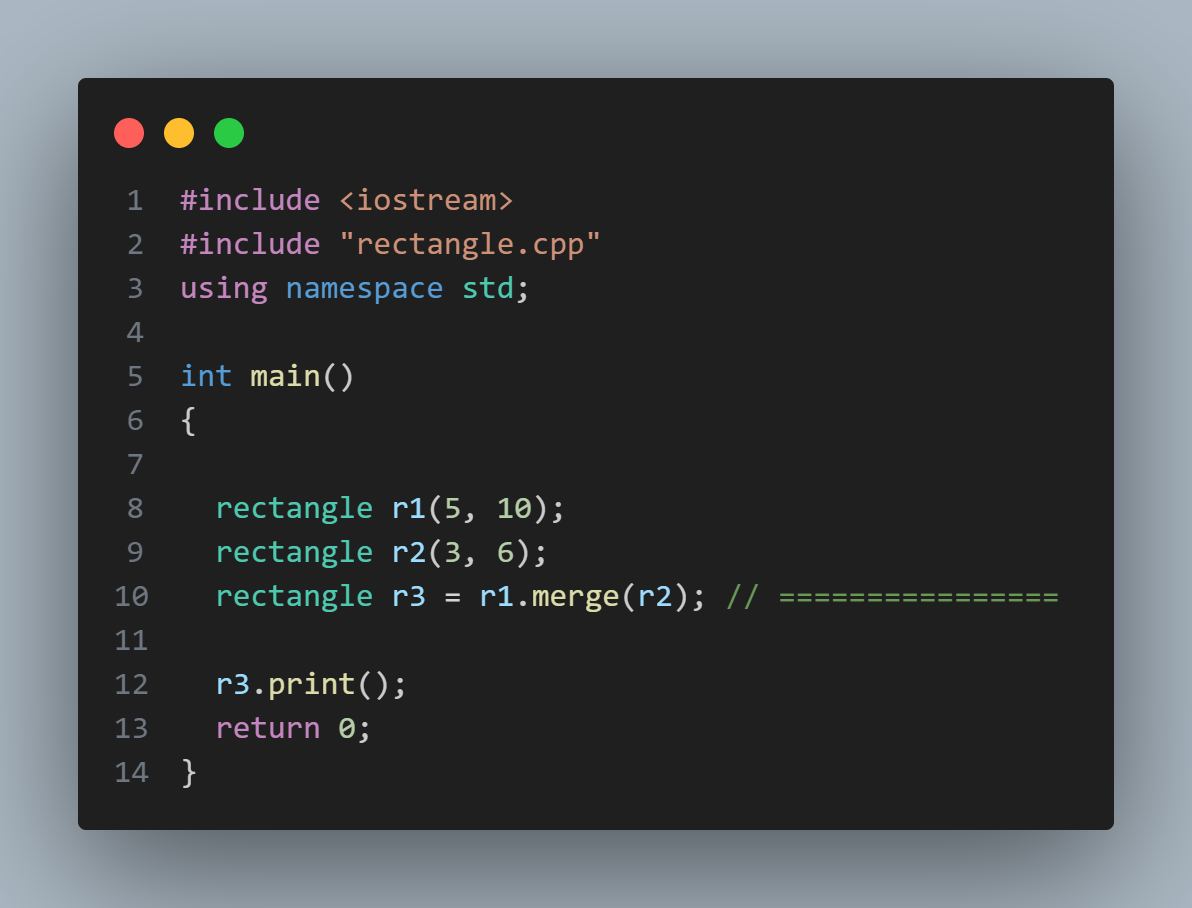 1 #include <iostream>
2 #include "rectangle.cpp"
3 using namespace std;
4
5 int main()
6 {
7
8   rectangle r1(5, 10);
9   rectangle r2(3, 6);
10   rectangle r3 = r1.merge(r2); // ================
11
12   r3.print();
13   return 0;
14 }